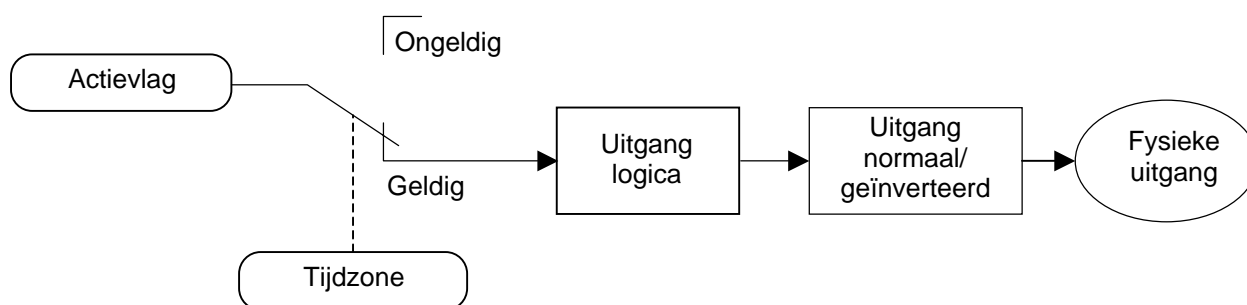 Ongeldig
Actievlag
Uitgang
logica
Uitgang
normaal/
geïnverteerd
Fysieke
uitgang
Geldig
Tijdzone